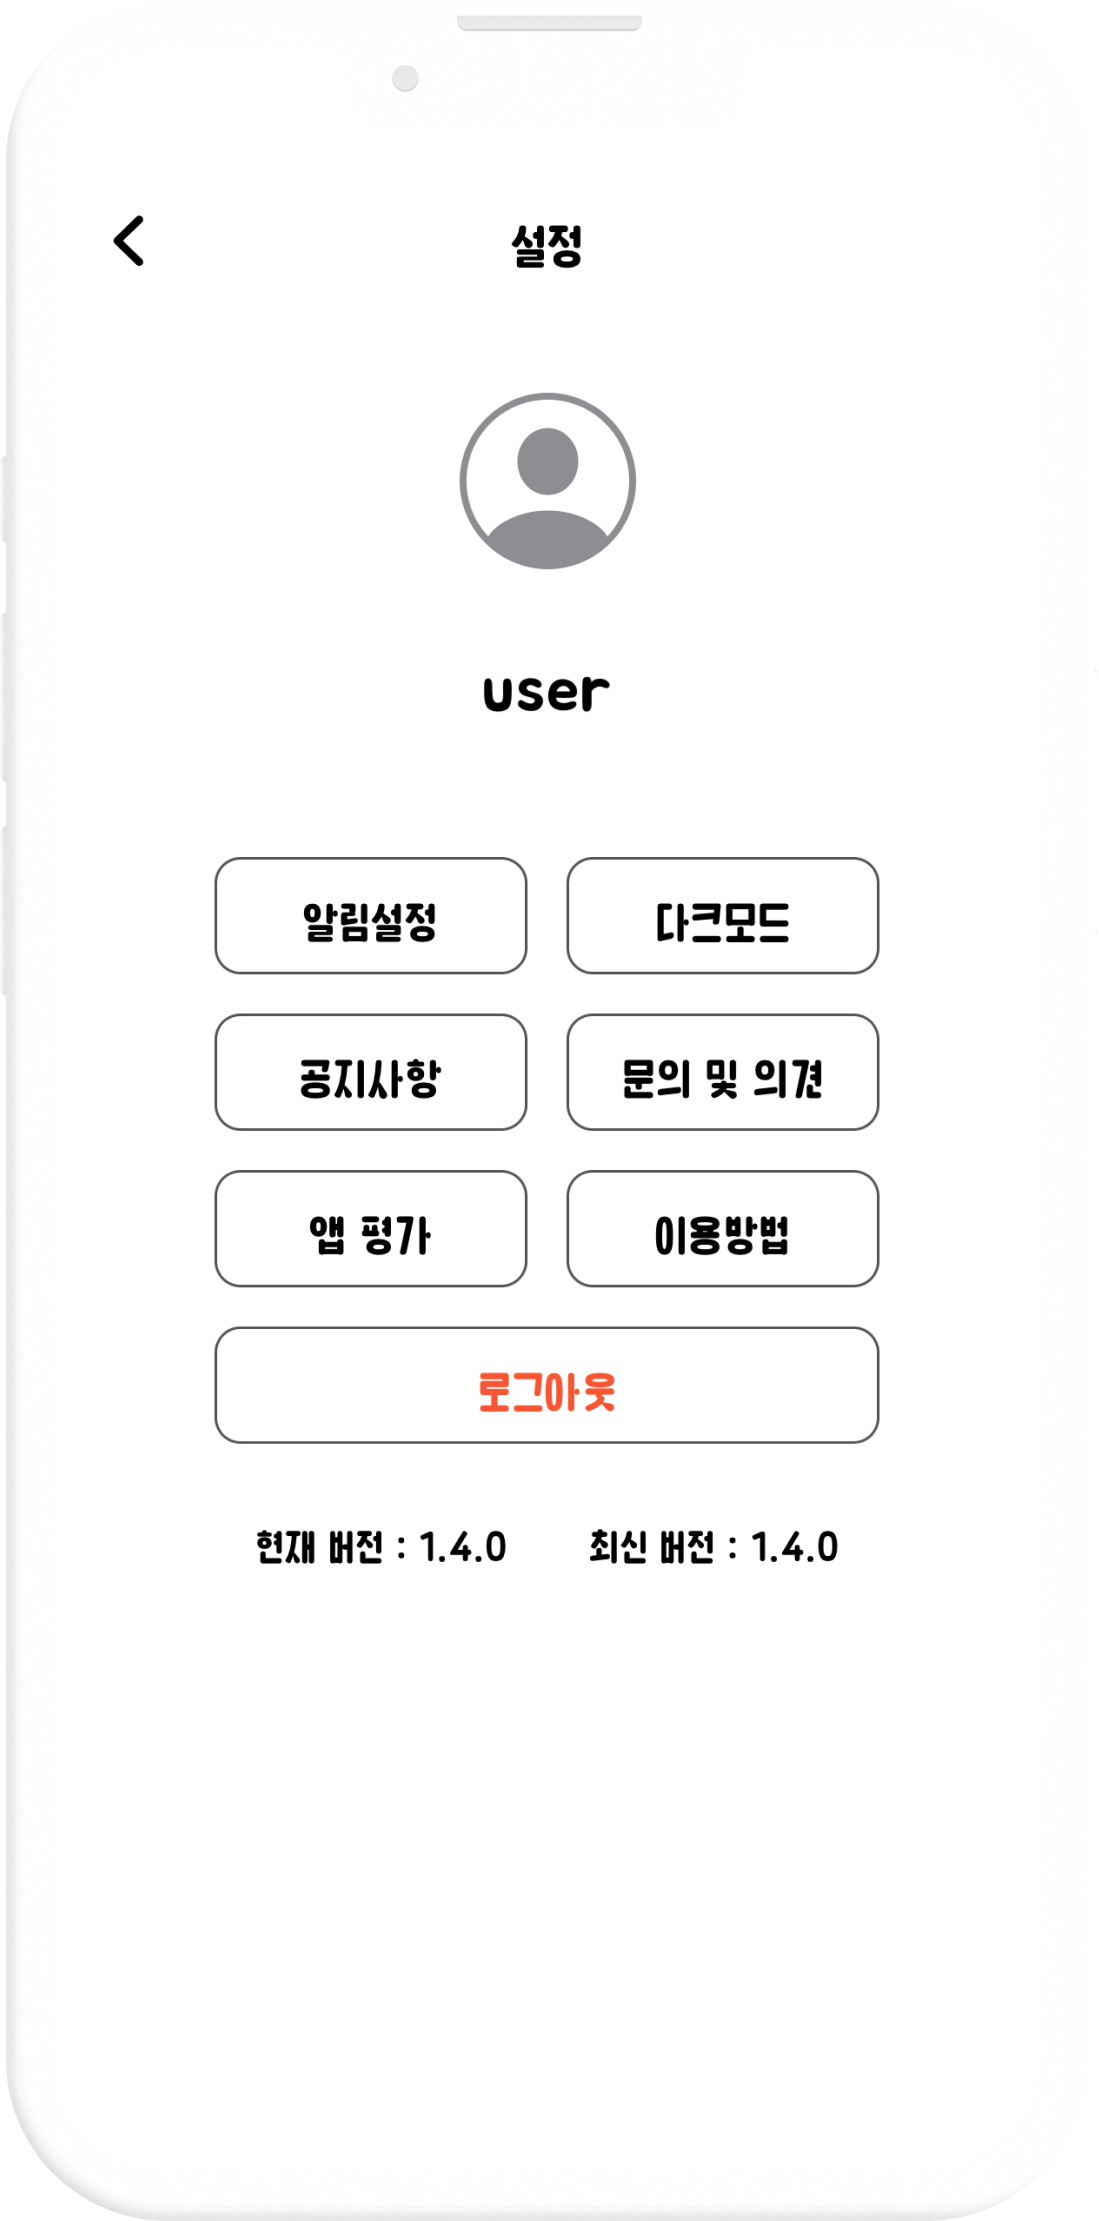 설정
user
알림설정
다크모드
공지사항
문의 및 의견
앱 평가
이용방법
로그아웃
현재 버전 : 1.4.0
최신 버전 : 1.4.0